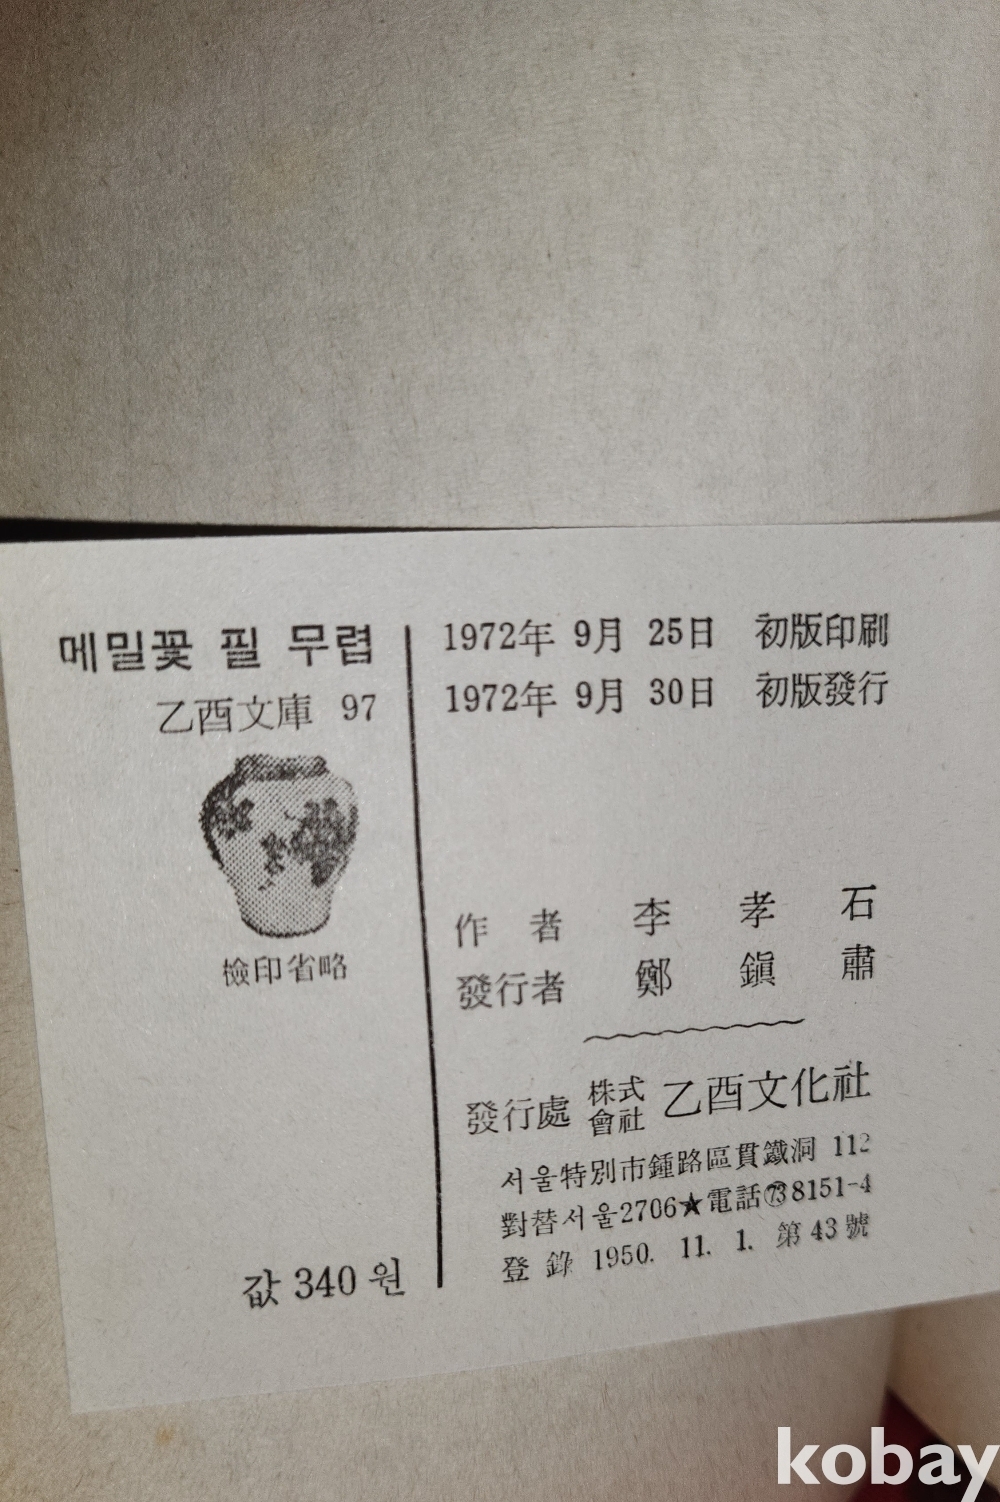 메밀꽃 필 무렵
乙酉文庫 97
檢印省略
값 340 원
1972年 9月 25日 初版印刷
1972年 9月 30日 初版發行
作者 李孝石
發行者 鄭鎭肅
發行處 株式會社 乙酉文化社
서울特別市鍾路區貫鐵洞 112
對替서울2706★電話㉓8151-4
登錄 1950. 11. 1. 第43號
kobay